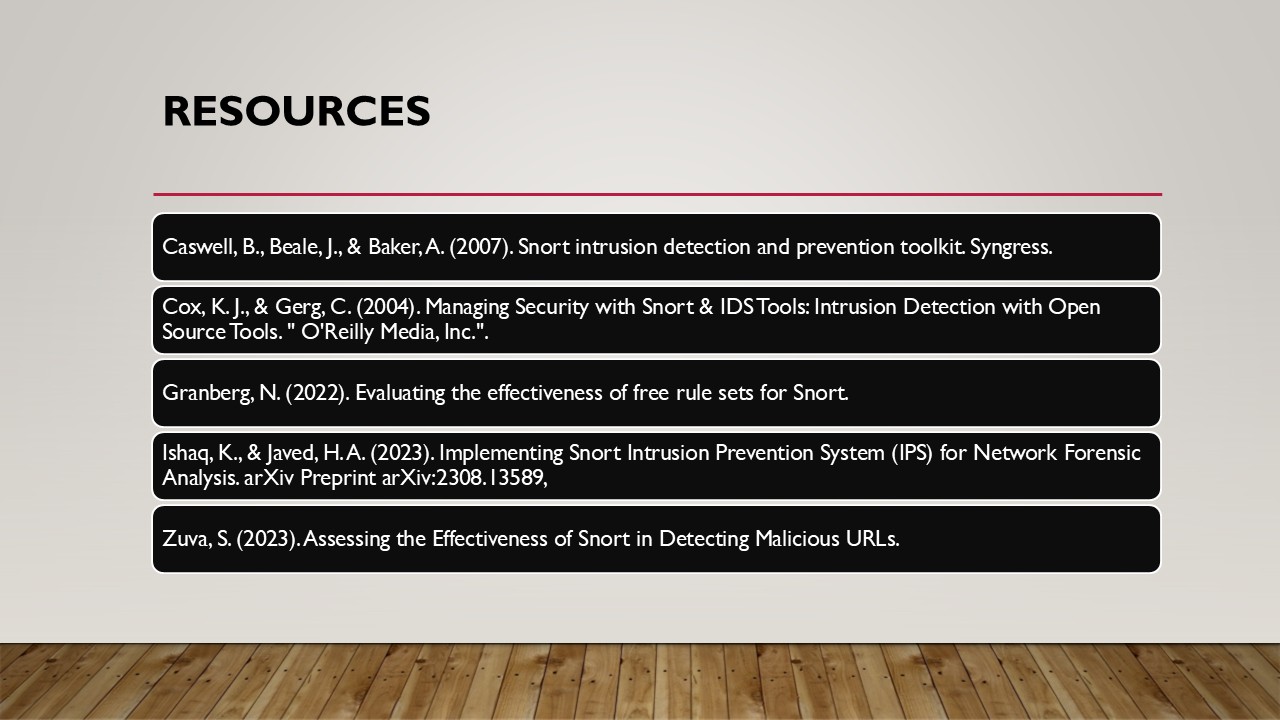 RESOURCES
Caswell, B., Beale, J., & Baker, A. (2007). Snort intrusion detection and prevention toolkit. Syngress.
Cox, K. J., & Gerg, C. (2004). Managing Security with Snort & IDS Tools: Intrusion Detection with Open
Source Tools. " O'Reilly Media, Inc.".
Granberg, N. (2022). Evaluating the effectiveness of free rule sets for Snort.
Ishaq, K., & Javed, H. A. (2023). Implementing Snort Intrusion Prevention System (IPS) for Network Forensic
Analysis. arXiv Preprint arXiv:2308.13589,
Zuva, S. (2023). Assessing the Effectiveness of Snort in Detecting Malicious URLs.